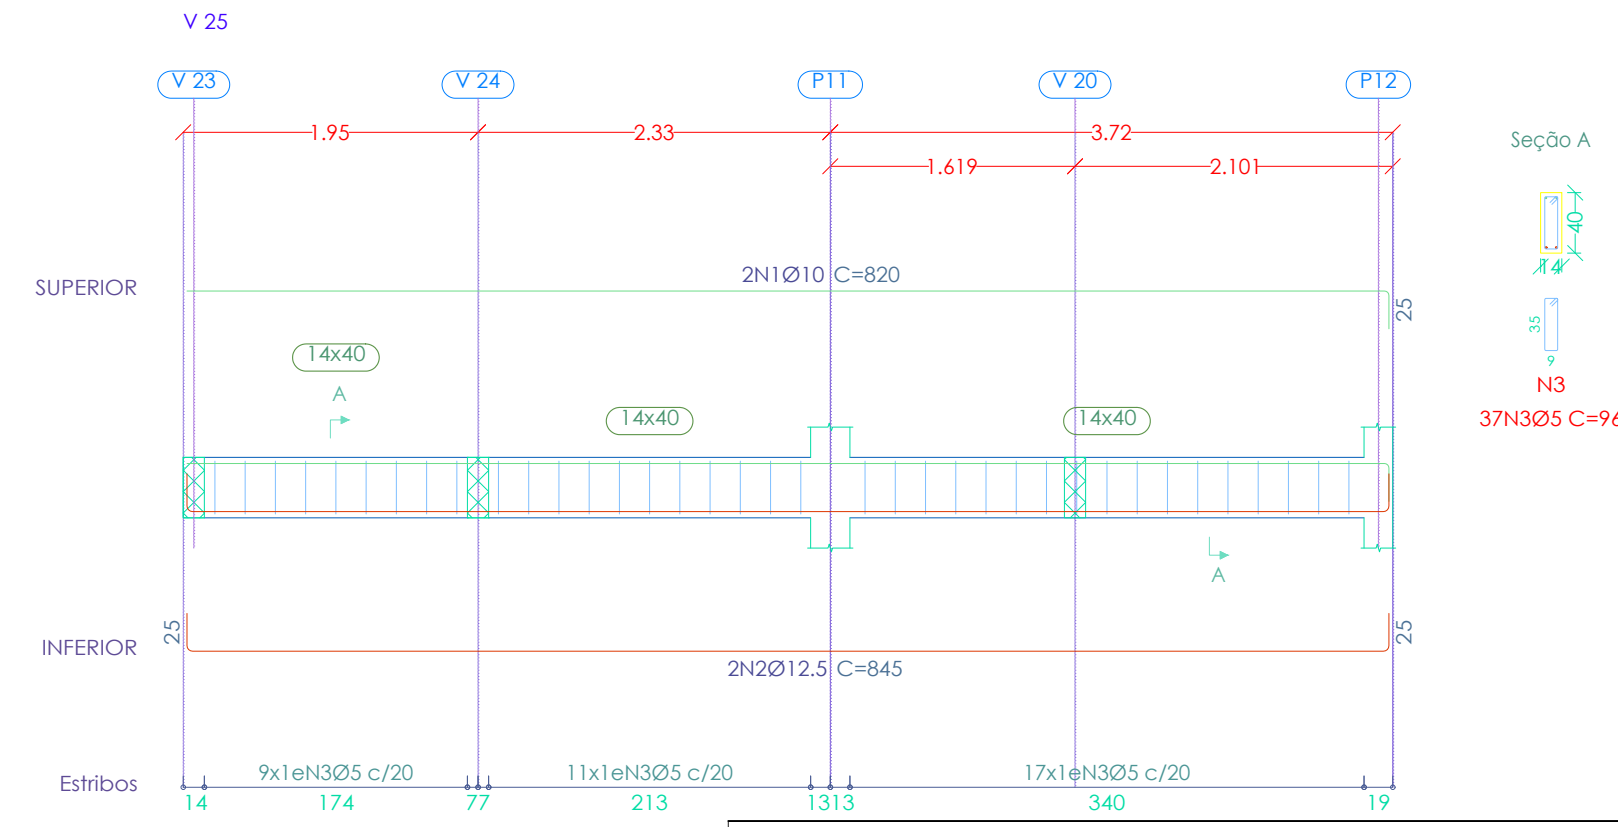 V 25
V 23 V 24 P11 V 20 P12
1.95 2.33 3.72
Seção A
1.619 2.101
40
14
SUPERIOR 2N1Ø10 C=820 25
35
9
14x40
N3
A
14x40 14x40 37N3Ø5 C=96
A
25 INFERIOR 25
2N2Ø12.5 C=845
Estribos 9x1eN3Ø5 c/20 11x1eN3Ø5 c/20 17x1eN3Ø5 c/20
14 174 77 213 1313 340 19